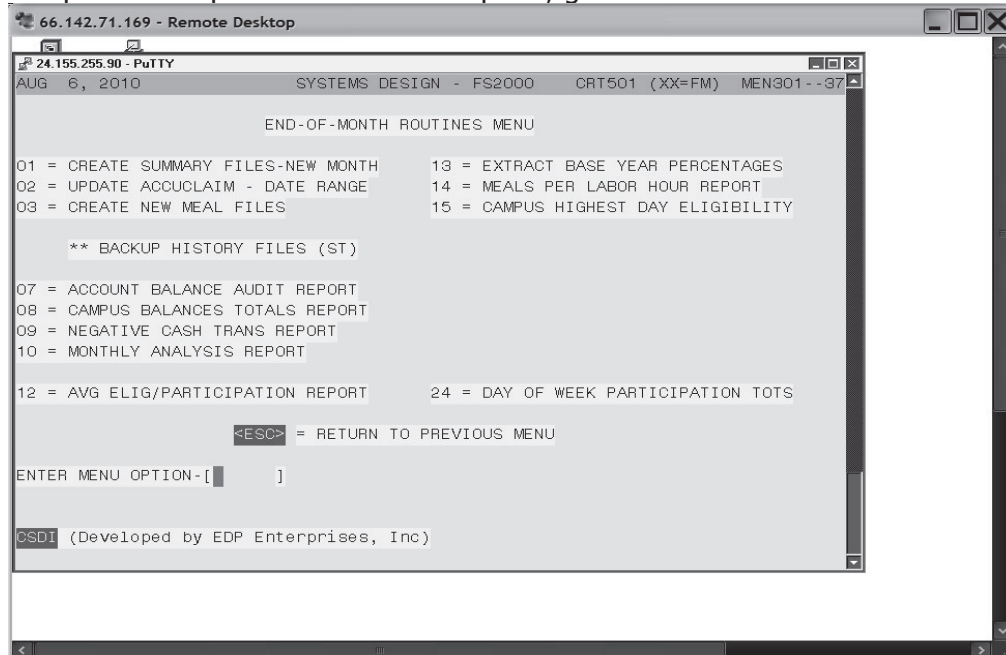 66.142.71.169 - Remote Desktop
24.155.255.90 - PuTTY
AUG 6, 2010 SYSTEMS DESIGN - FS2000 CRT501 (XX=FM) MEN301--37
END-OF-MONTH ROUTINES MENU
01 = CREATE SUMMARY FILES-NEW MONTH 13 = EXTRACT BASE YEAR PERCENTAGES
02 = UPDATE ACCUCLAIM - DATE RANGE 14 = MEALS PER LABOR HOUR REPORT
03 = CREATE NEW MEAL FILES 15 = CAMPUS HIGHEST DAY ELIGIBILITY
** BACKUP HISTORY FILES (ST)
07 = ACCOUNT BALANCE AUDIT REPORT
08 = CAMPUS BALANCES TOTALS REPORT
09 = NEGATIVE CASH TRANS REPORT
10 = MONTHLY ANALYSIS REPORT
12 = AVG ELIG/PARTICIPATION REPORT 24 = DAY OF WEEK PARTICIPATION TOTS
<ESC> = RETURN TO PREVIOUS MENU
ENTER MENU OPTION-[ ]
CSDI (Developed by EDP Enterprises, Inc)